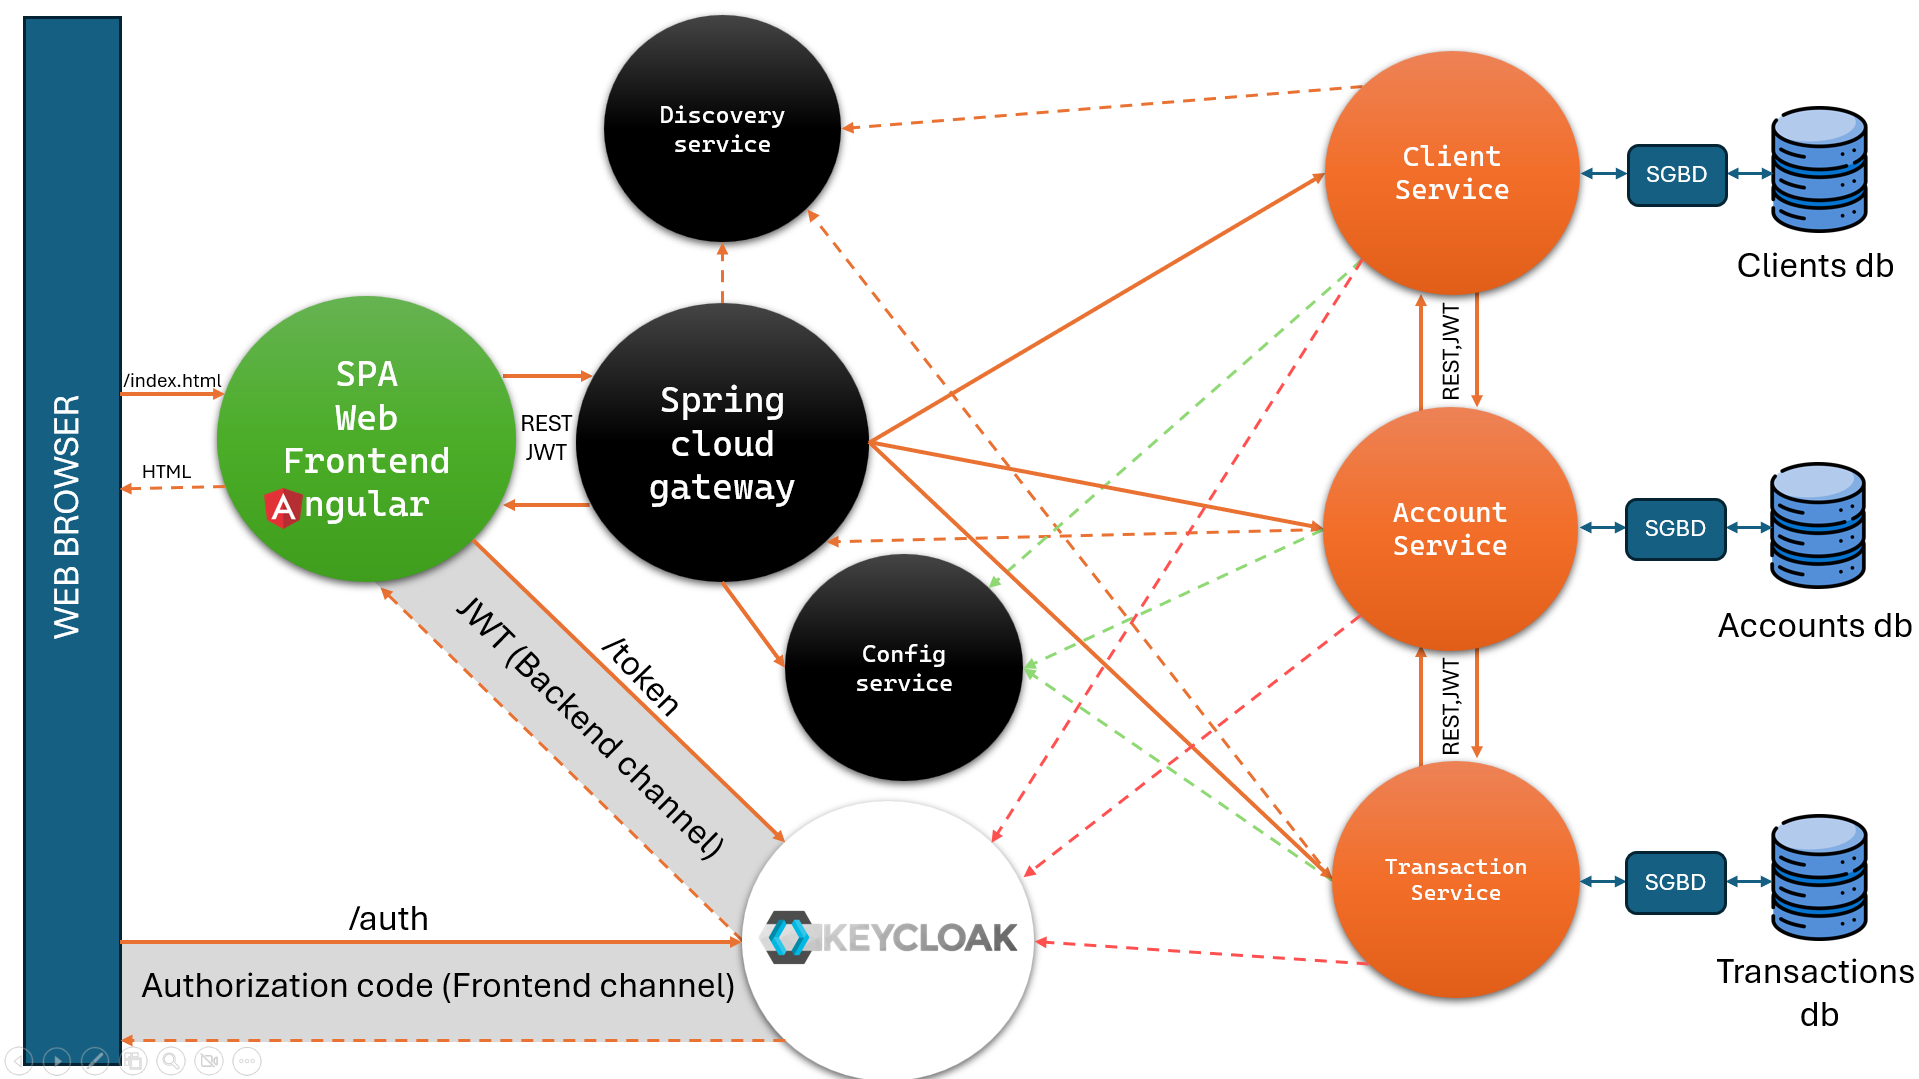 WEB BROWSER
Discovery
service
Client
Service
SGBD
Clients db
/index.html
HTML
SPA
Web
Frontend
ngular
REST
JWT
Spring
cloud
gateway
REST,JWT
Account
Service
SGBD
Accounts db
Config
service
/token
JWT (Backend channel)
REST,JWT
Transaction
Service
SGBD
Transactions
db
/auth
Authorization code (Frontend channel)
KEYCLOAK